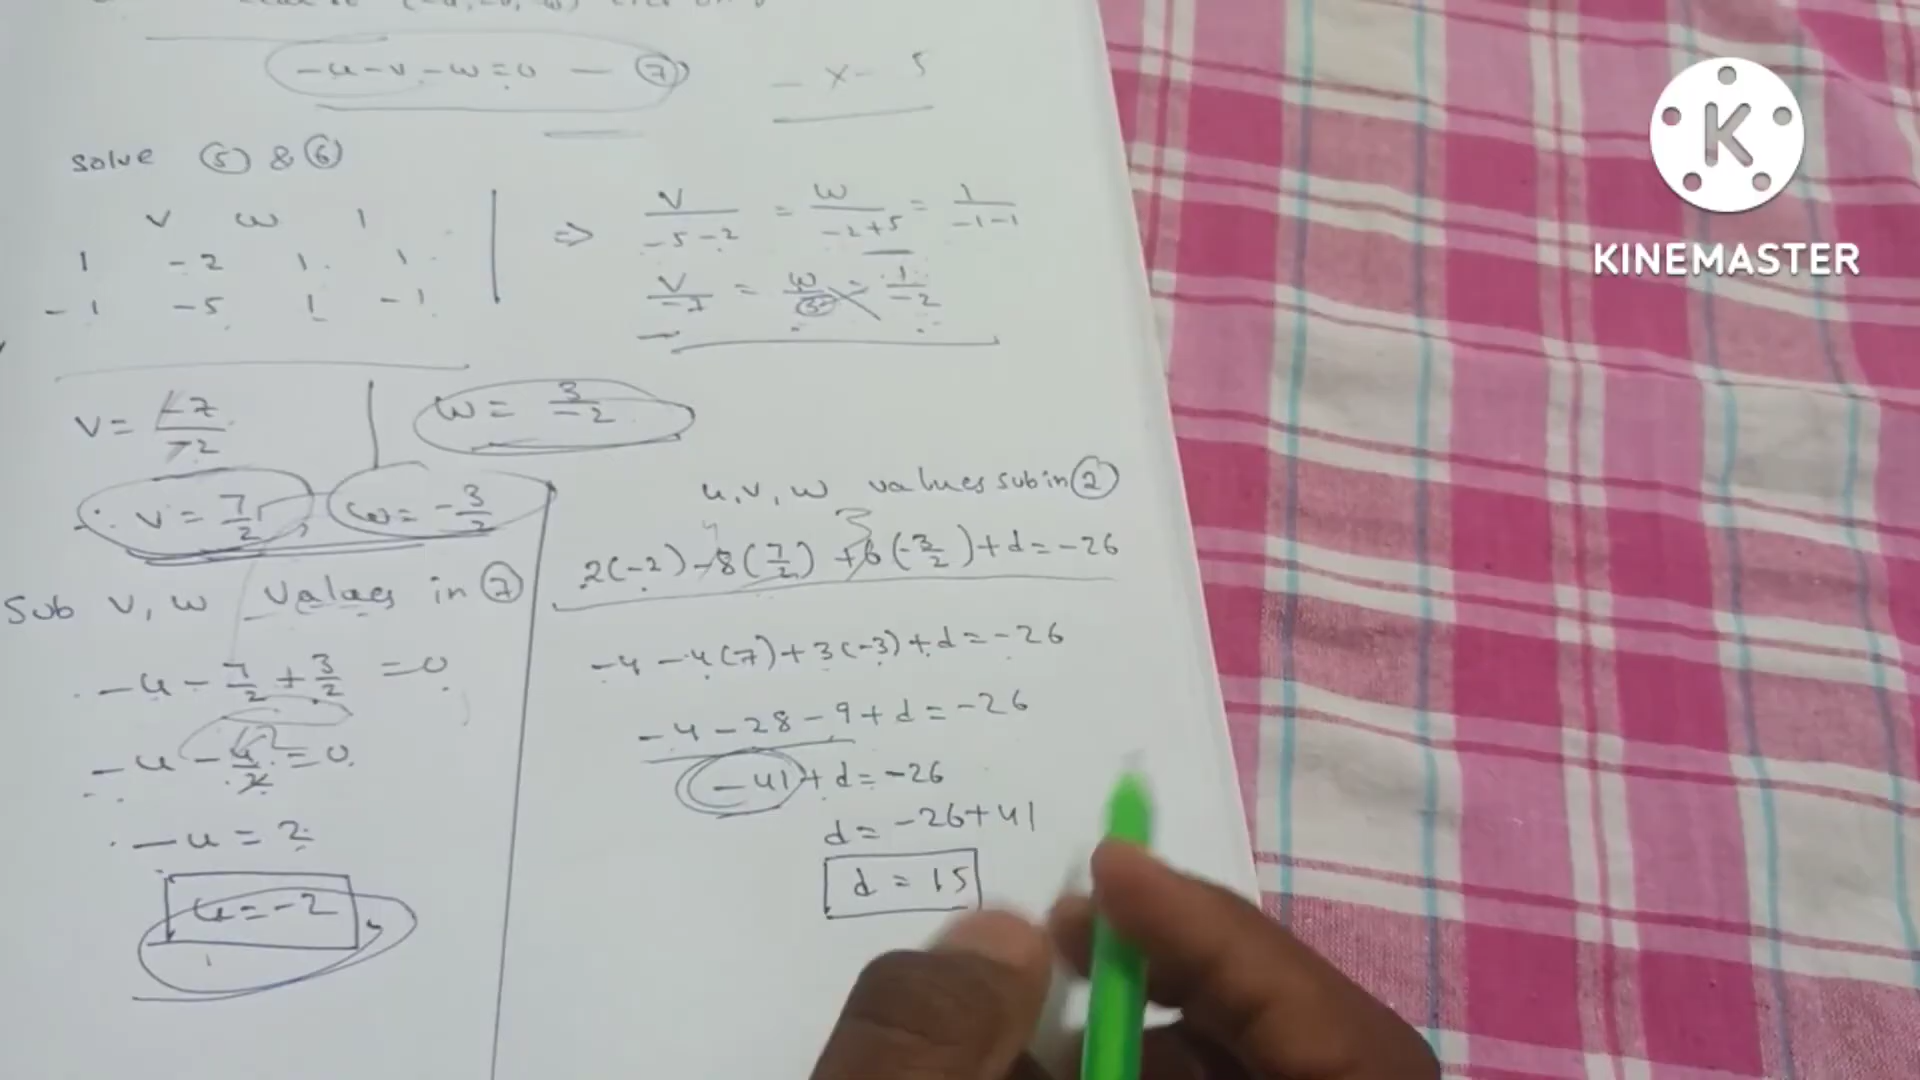 -u-v-w=0 — ⑦
- x - 5
solve ⑤ & ⑥
v w 1
1 -2 1 1
-1 -5 1 -1
⇒ v/(-5-2) = w/(-2+5) = 1/(-1-1)
v/-7 = w/3 = 1/-2
v = -7/-2
w = 3/-2
∴ v = 7/2, w = -3/2
Sub v, w values in ⑦
-u - 7/2 + 3/2 = 0
-u - 4/2 = 0
-u = 2
u = -2
u, v, w values sub in ②
2(-2) - 8(7/2) + 6(-3/2) + d = -26
-4 - 4(7) + 3(-3) + d = -26
-4 - 28 - 9 + d = -26
-41 + d = -26
d = -26 + 41
d = 15
K
KINEMASTER